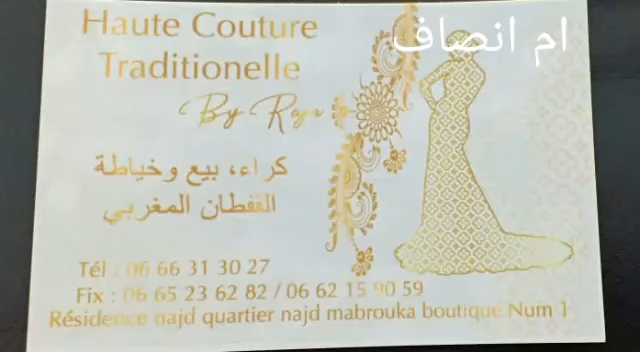 Haute Couture
ام انصاف
Traditionelle
By Raja
كراء، بيع وخياطة
القفطان المغربي
Tél : 06 66 31 30 27
Fix : 06 65 23 62 82 / 06 62 15 90 59
Résidence najd quartier najd mabrouka boutique Num 1